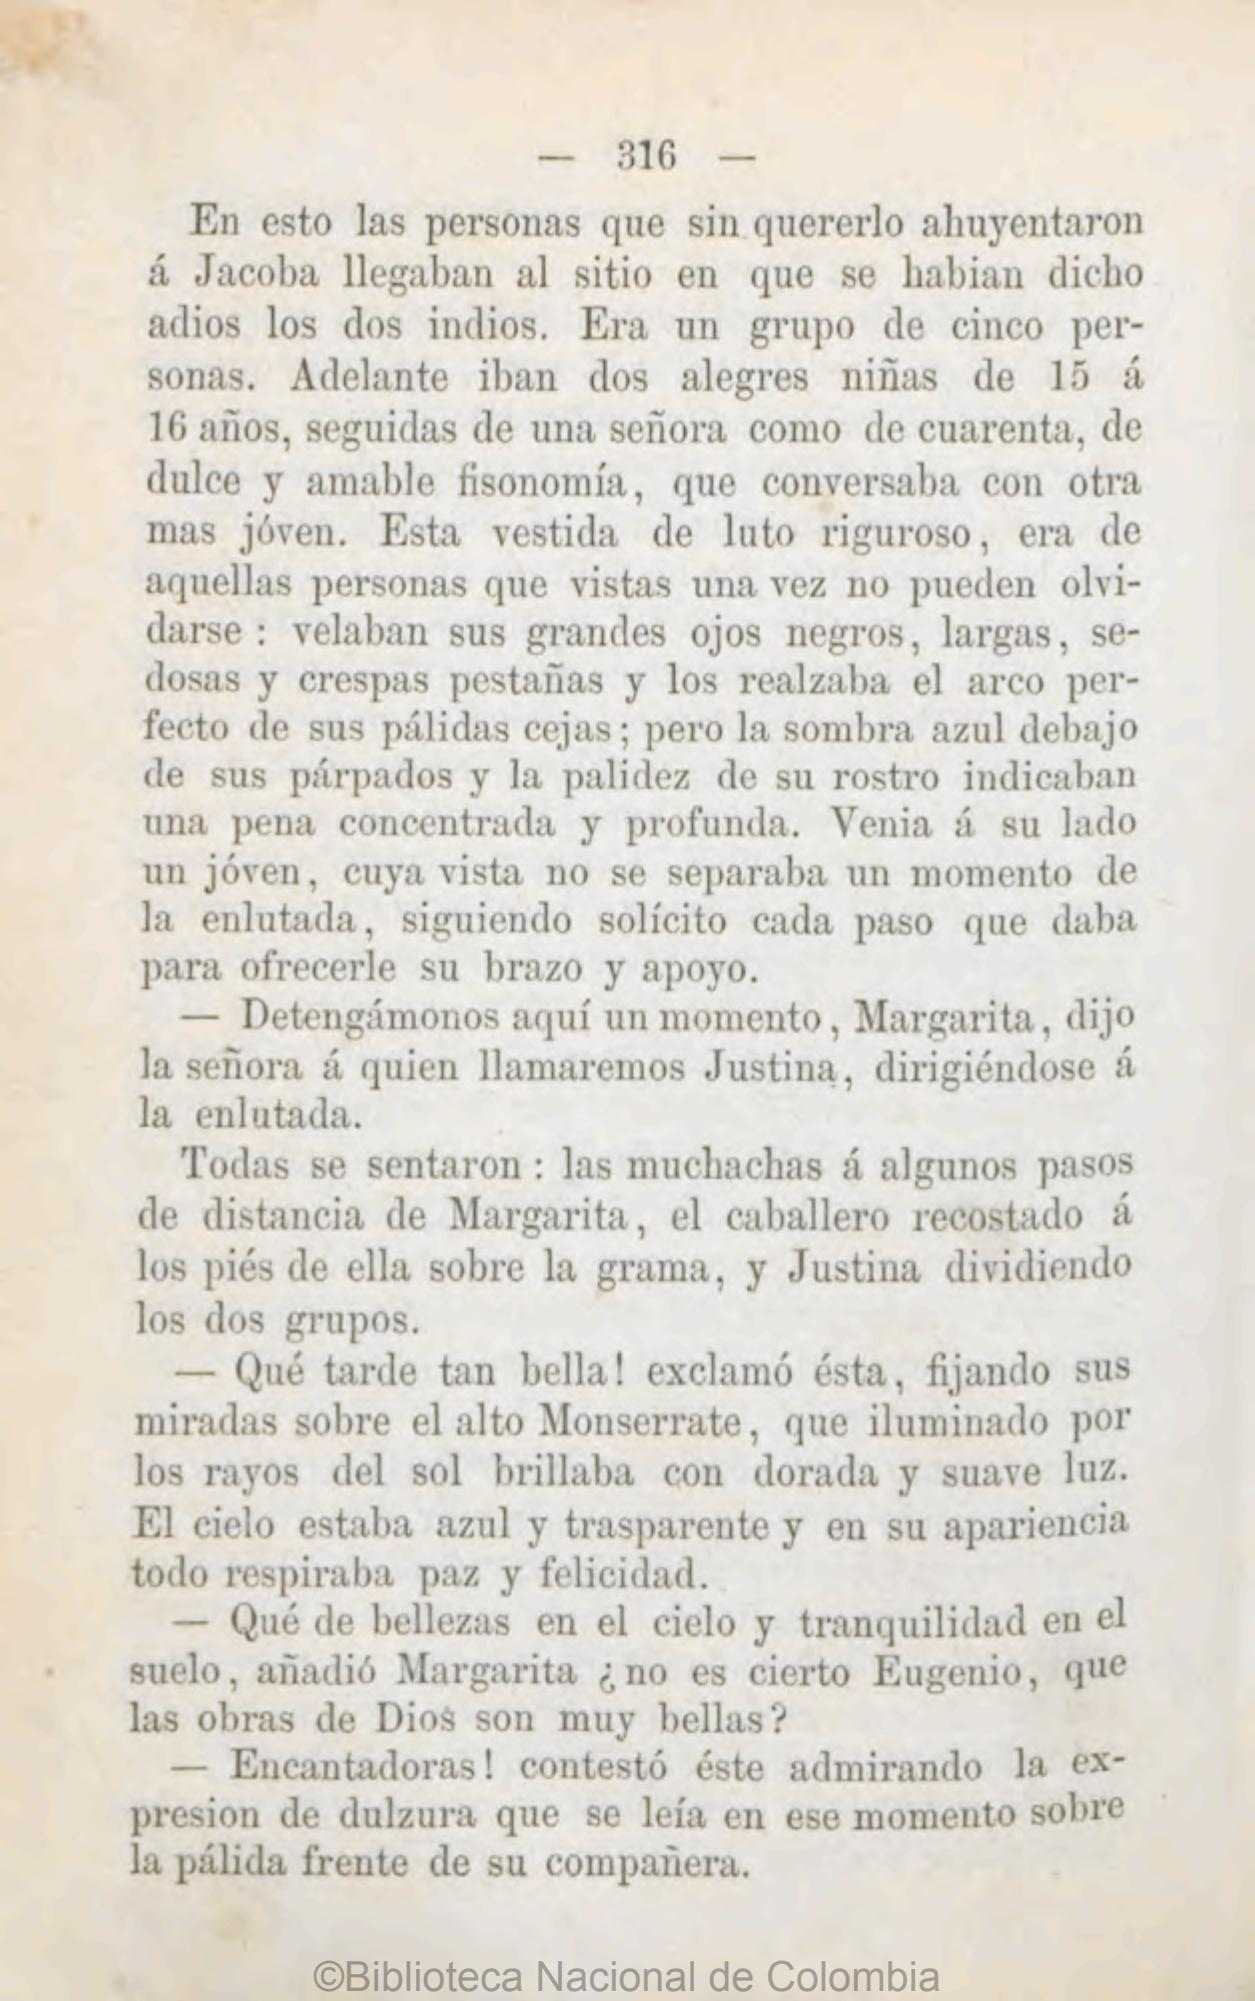 — 316 —
En esto las personas que sin quererlo ahuyentaron
á Jacoba llegaban al sitio en que se habian dicho
adios los dos indios. Era un grupo de cinco per-
sonas. Adelante iban dos alegres niñas de 15 á
16 años, seguidas de una señora como de cuarenta, de
dulce y amable fisonomía, que conversaba con otra
mas jóven. Esta vestida de luto riguroso, era de
aquellas personas que vistas una vez no pueden olvi-
darse : velaban sus grandes ojos negros, largas, se-
dosas y crespas pestañas y los realzaba el arco per-
fecto de sus pálidas cejas; pero la sombra azul debajo
de sus párpados y la palidez de su rostro indicaban
una pena concentrada y profunda. Venia á su lado
un jóven, cuya vista no se separaba un momento de
la enlutada, siguiendo solícito cada paso que daba
para ofrecerle su brazo y apoyo.
— Detengámonos aquí un momento, Margarita, dijo
la señora á quien llamaremos Justina, dirigiéndose á
la enlutada.
Todas se sentaron : las muchachas á algunos pasos
de distancia de Margarita, el caballero recostado á
los piés de ella sobre la grama, y Justina dividiendo
los dos grupos.
— Qué tarde tan bella! exclamó ésta, fijando sus
miradas sobre el alto Monserrate, que iluminado por
los rayos del sol brillaba con dorada y suave luz.
El cielo estaba azul y trasparente y en su apariencia
todo respiraba paz y felicidad.
— Qué de bellezas en el cielo y tranquilidad en el
suelo, añadió Margarita ¿no es cierto Eugenio, que
las obras de Dios son muy bellas?
— Encantadoras! contestó éste admirando la ex-
presion de dulzura que se leía en ese momento sobre
la pálida frente de su compañera.
©Biblioteca Nacional de Colombia